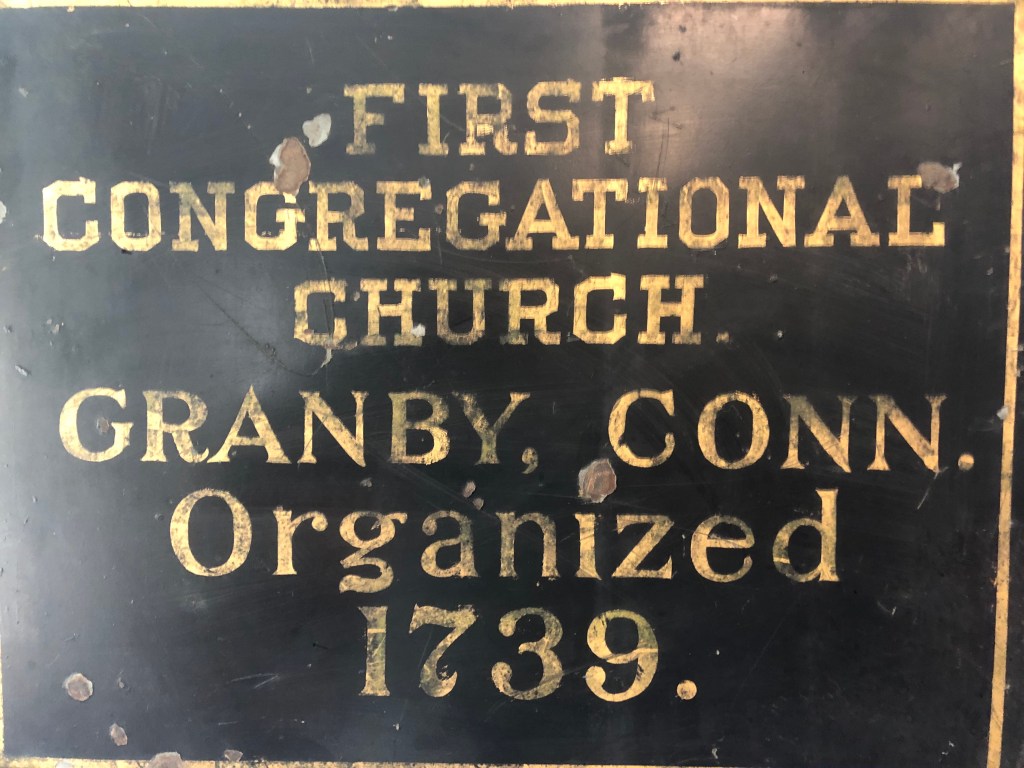 FIRST
CONGREGATIONAL
CHURCH.
GRANBY, CONN.
Organized
1739.